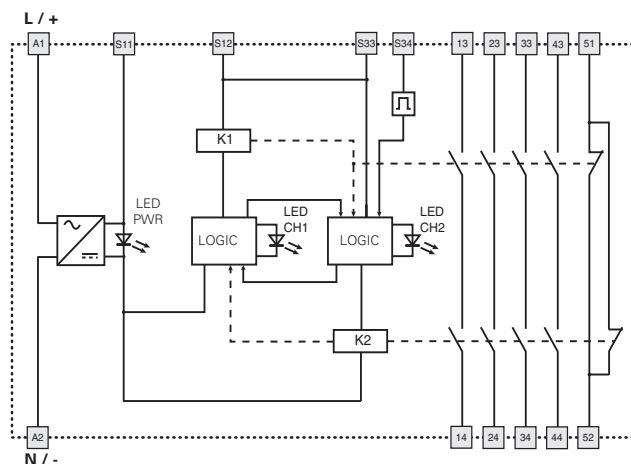 L / +
A1 S11 S12 S33 S34 13 23 33 43 51
K1
LED
PWR
LED
CH1
LED
CH2
LOGIC
LOGIC
K2
A2 14 24 34 44 52
N / -